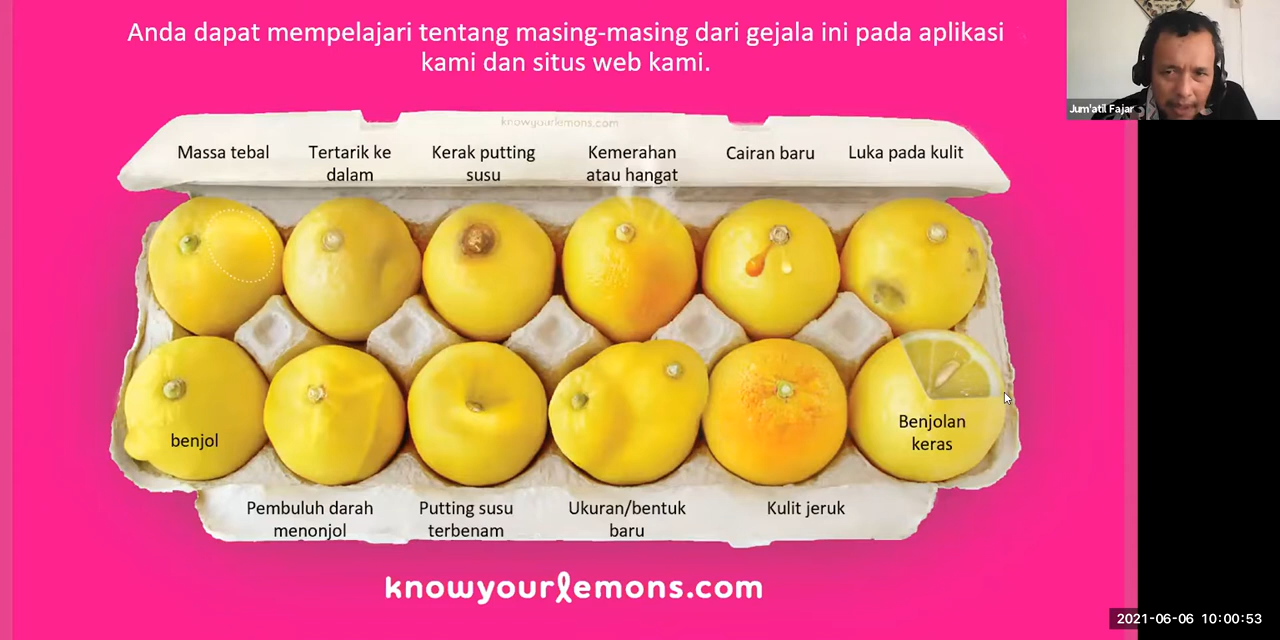 Anda dapat mempelajari tentang masing-masing dari gejala ini pada aplikasi
kami dan situs web kami.
Jum'atil Fajar
knowyourlemons.com
Massa tebal
Tertarik ke
dalam
Kerak putting
susu
Kemerahan
atau hangat
Cairan baru
Luka pada kulit
benjol
Benjolan
keras
Pembuluh darah
menonjol
Putting susu
terbenam
Ukuran/bentuk
baru
Kulit jeruk
knowyourlemons.com
2021-06-06 10:00:53